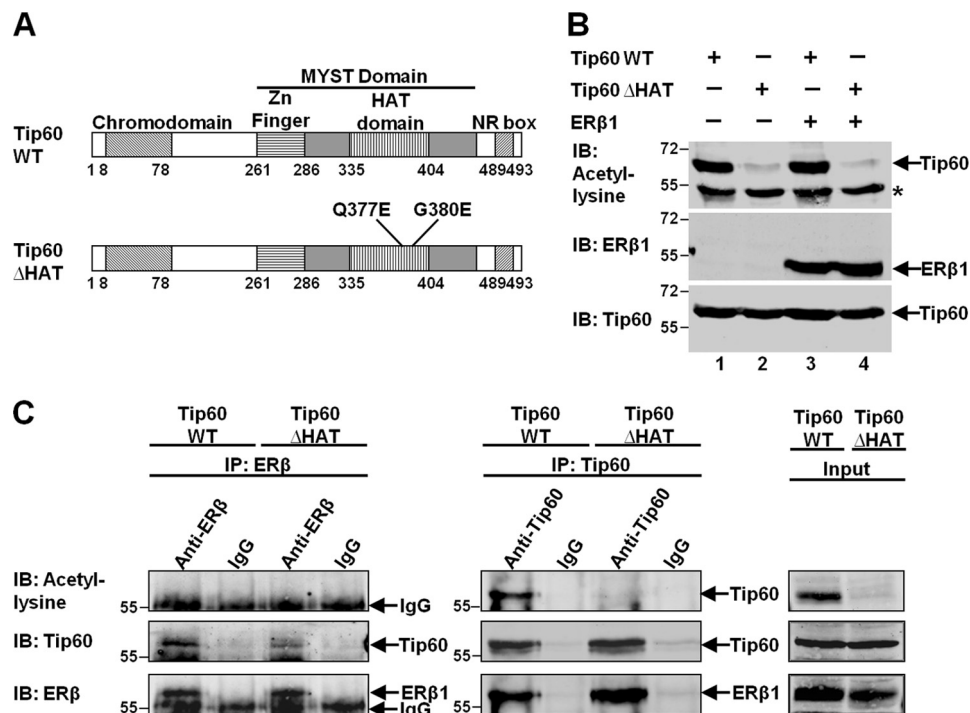 A
MYST Domain
Zn Finger
HAT domain
Tip60 WT
Chromodomain
NR box
1 8 78 261 286 335 404 489 493
Q377E G380E
Tip60 ΔHAT
1 8 78 261 286 335 404 489 493
B
Tip60 WT + − + −
Tip60 ΔHAT − + − +
ERβ1 − − + +
IB: Acetyl-lysine
72
55
Tip60
*
IB: ERβ1
72
55
ERβ1
IB: Tip60
72
55
Tip60
1 2 3 4
C
Tip60 WT
Tip60 ΔHAT
IP: ERβ
Anti-ERβ
IgG
Anti-ERβ
IgG
Tip60 WT
Tip60 ΔHAT
IP: Tip60
Anti-Tip60
IgG
Anti-Tip60
IgG
Tip60 WT
Tip60 ΔHAT
Input
IB: Acetyl-lysine
55
IgG
55
Tip60
IB: Tip60
55
Tip60
55
Tip60
IB: ERβ
55
ERβ1
IgG
55
ERβ1